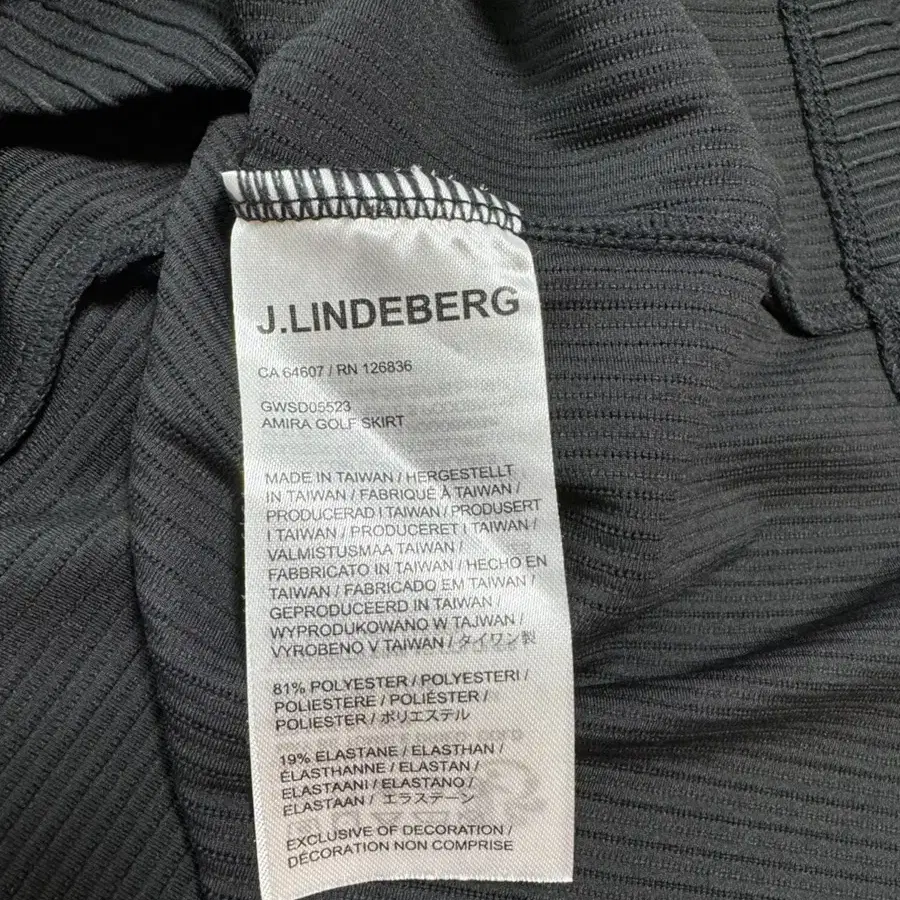 J.LINDEBERG
CA 64607 / RN 126836
GWSD05523
AMIRA GOLF SKIRT
MADE IN TAIWAN / HERGESTELLT
IN TAIWAN / FABRIQUÉ À TAIWAN /
PRODUCERAD I TAIWAN / PRODUSERT
I TAIWAN / PRODUCERET I TAIWAN /
VALMISTUSMAA TAIWAN /
FABBRICATO IN TAIWAN / HECHO EN
TAIWAN / FABRICADO EM TAIWAN /
GEPRODUCEERD IN TAIWAN /
WYPRODUKOWANO W TAJWAN /
VYROBENO V TAIWAN / タイワン製
81% POLYESTER / POLYESTERI /
POLIESTERE / POLIÉSTER /
POLIESTER / ポリエステル
19% ELASTANE / ELASTHAN /
ÉLASTHANNE / ELASTAN /
ELASTAANI / ELASTANO /
ELASTAAN / エラステーン
EXCLUSIVE OF DECORATION /
DÉCORATION NON COMPRISE